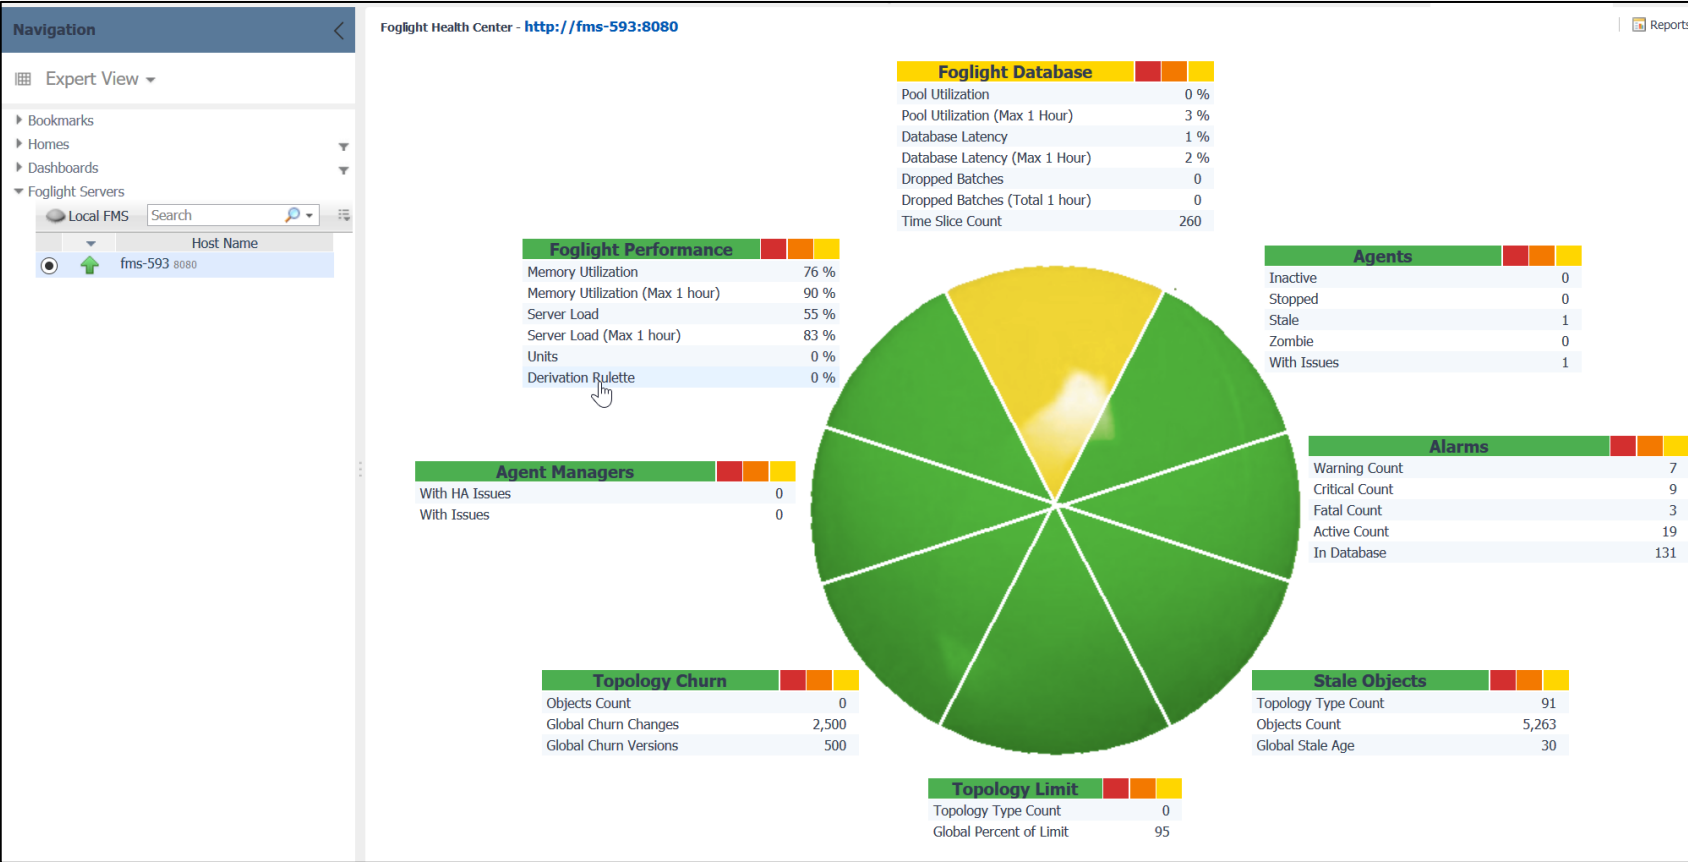 Navigation
Expert View
Bookmarks
Homes
Dashboards
Foglight Servers
Local FMS Search
Host Name
fms-593 8080
Foglight Health Center - http://fms-593:8080
Reports
Foglight Database
Pool Utilization 0 %
Pool Utilization (Max 1 Hour) 3 %
Database Latency 1 %
Database Latency (Max 1 Hour) 2 %
Dropped Batches 0
Dropped Batches (Total 1 hour) 0
Time Slice Count 260
Foglight Performance
Memory Utilization 76 %
Memory Utilization (Max 1 hour) 90 %
Server Load 55 %
Server Load (Max 1 hour) 83 %
Units 0 %
Derivation Rulette 0 %
Agents
Inactive 0
Stopped 0
Stale 1
Zombie 0
With Issues 1
Agent Managers
With HA Issues 0
With Issues 0
Alarms
Warning Count 7
Critical Count 9
Fatal Count 3
Active Count 19
In Database 131
Topology Churn
Objects Count 0
Global Churn Changes 2,500
Global Churn Versions 500
Stale Objects
Topology Type Count 91
Objects Count 5,263
Global Stale Age 30
Topology Limit
Topology Type Count 0
Global Percent of Limit 95